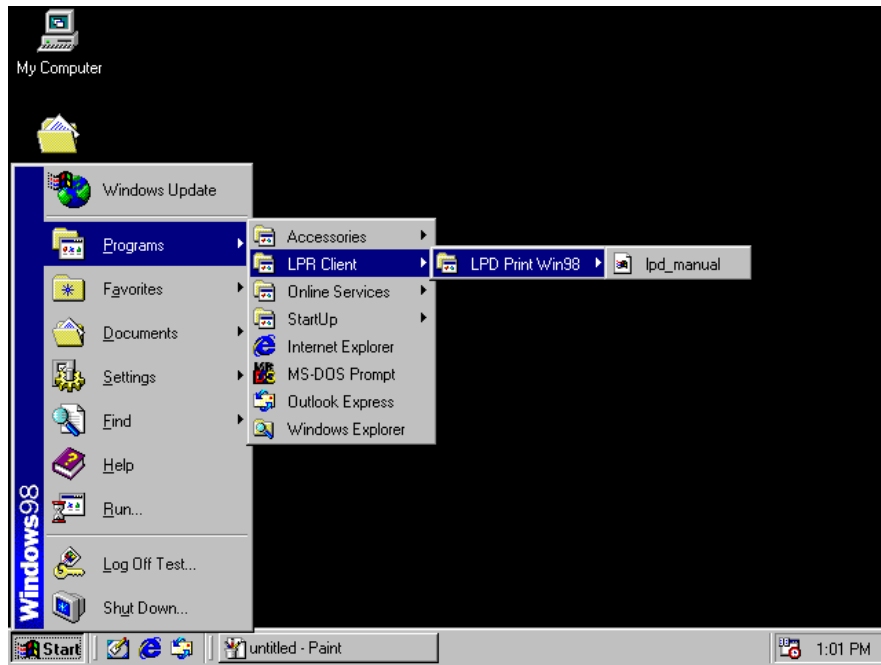 My Computer
Windows Update
Programs
Favorites
Documents
Settings
Find
Help
Run...
Log Off Test...
Shut Down...
Windows98
Accessories
LPR Client
Online Services
StartUp
Internet Explorer
MS-DOS Prompt
Outlook Express
Windows Explorer
LPD Print Win98
lpd_manual
Start
untitled - Paint
1:01 PM